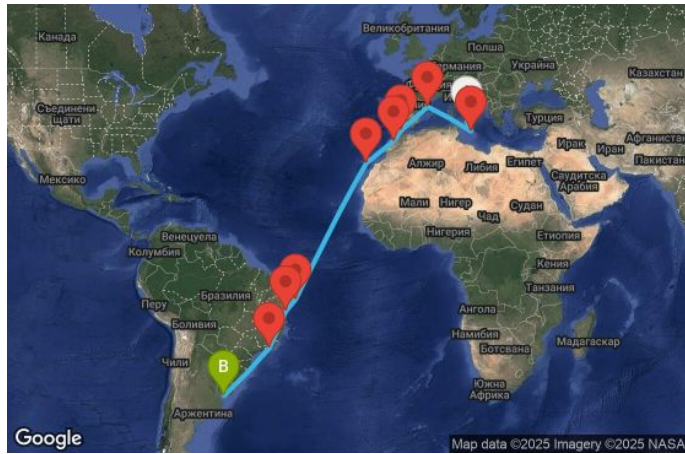 Канада
Великобритания
Полша
Германия
Украйна
Казахстан
Съединени
щати
Турция
Афганистан
Ирак
Иран
Пакистан
Алжир
Либия
Египет
Саудитска
Арабия
Мексико
Мали
Нигер
Чад
Судан
Венецуела
Нигерия
Етиопия
Колумбия
Кения
Бразилия
Танзания
Перу
Ангола
Боливия
Намибия
Мадагаскар
Ботсвана
Чили
B
Южна
Африка
Аржентина
Google
Map data ©2025 Imagery ©2025 NASA